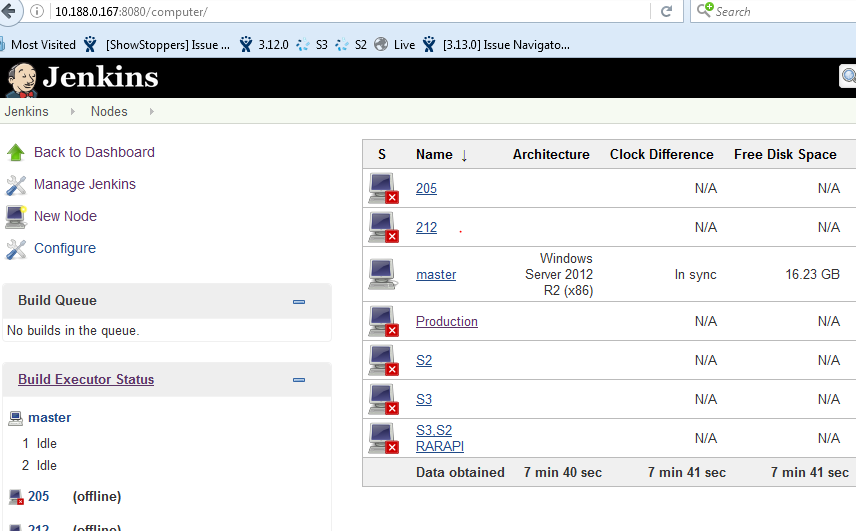 10.188.0.167:8080/computer/
Search
Most Visited [ShowStoppers] Issue ... 3.12.0 S3 S2 Live [3.13.0] Issue Navigato...
Jenkins
Jenkins Nodes
Back to Dashboard
Manage Jenkins
New Node
Configure
Build Queue
No builds in the queue.
Build Executor Status
master
1 Idle
2 Idle
205 (offline)
212 (offline)
S Name ↓ Architecture Clock Difference Free Disk Space
205 N/A N/A
212 N/A N/A
master Windows Server 2012 R2 (x86) In sync 16.23 GB
Production N/A N/A
S2 N/A N/A
S3 N/A N/A
S3,S2 RARAPI N/A N/A
Data obtained 7 min 40 sec 7 min 41 sec 7 min 41 sec